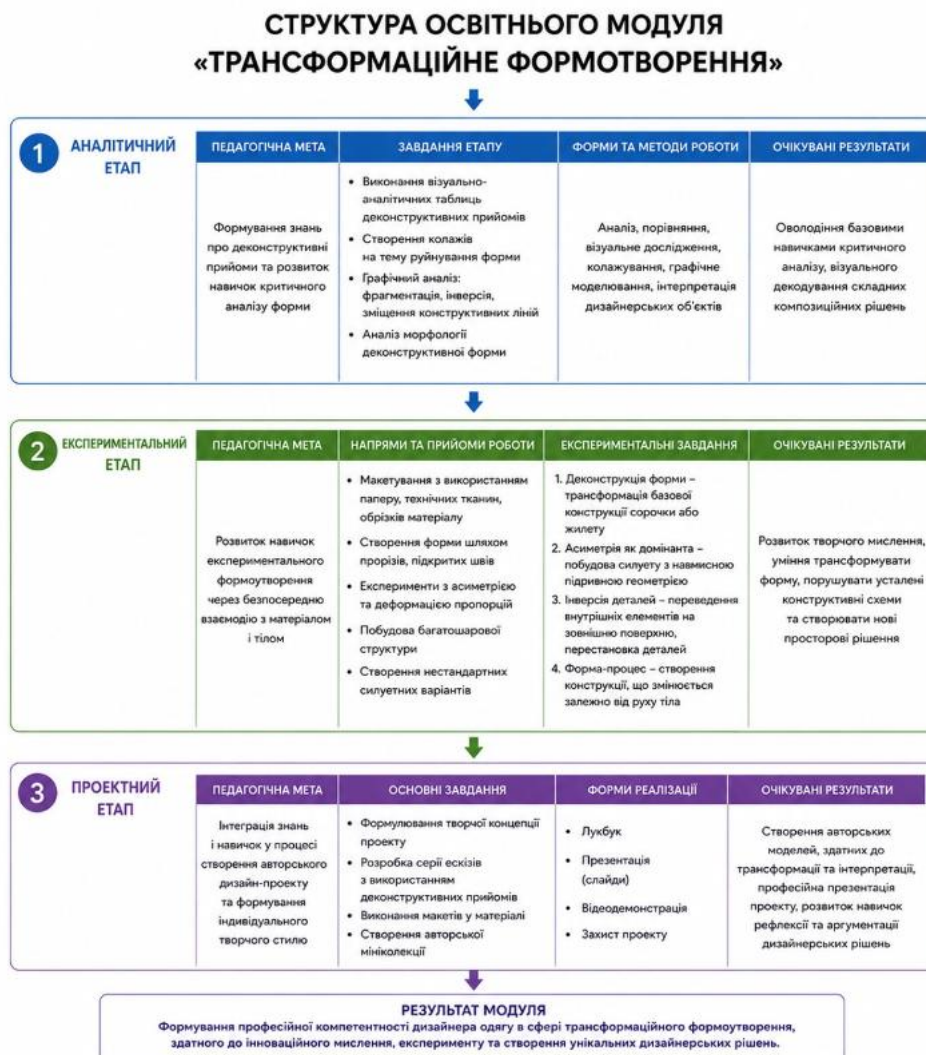 СТРУКТУРА ОСВІТНЬОГО МОДУЛЯ
«ТРАНСФОРМАЦІЙНЕ ФОРМОТВОРЕННЯ»
1
АНАЛІТИЧНИЙ
ЕТАП
ПЕДАГОГІЧНА МЕТА
Формування знань
про деконструктивні
прийоми та розвиток
навичок критичного
аналізу форми
ЗАВДАННЯ ЕТАПУ
• Виконання візуально-
аналітичних таблиць
деконструктивних прийомів
• Створення колажів
на тему руйнування форми
• Графічний аналіз:
фрагментація, інверсія,
зміщення конструктивних ліній
• Аналіз морфології
деконструктивної форми
ФОРМИ ТА МЕТОДИ РОБОТИ
Аналіз, порівняння,
візуальне дослідження,
колажування, графічне
моделювання, інтерпретація
дизайнерських об'єктів
ОЧІКУВАНІ РЕЗУЛЬТАТИ
Оволодіння базовими
навичками критичного
аналізу, візуального
декодування складних
композиційних рішень
2
ЕКСПЕРИМЕНТАЛЬНИЙ
ЕТАП
ПЕДАГОГІЧНА МЕТА
Розвиток навичок
експериментального
формоутворення
через безпосередню
взаємодію з матеріалом
і тілом
НАПРЯМИ ТА ПРИЙОМИ РОБОТИ
• Макетування з використанням
паперу, технічних тканин,
обрізків матеріалу
• Створення форми шляхом
прорізів, підкритих швів
• Експерименти з асиметрією
та деформацією пропорцій
• Побудова багатошарової
структури
• Створення нестандартних
силуетних варіантів
ЕКСПЕРИМЕНТАЛЬНІ ЗАВДАННЯ
1. Деконструкція форми –
трансформація базової
конструкції сорочки або
жилету
2. Асиметрія як домінанта –
побудова силуету з навмисною
підривною геометрією
3. Інверсія деталей – переведення
внутрішніх елементів на
зовнішню поверхню,
перестановка деталей
4. Форма-процес – створення
конструкції, що змінюється
залежно від руху тіла
ОЧІКУВАНІ РЕЗУЛЬТАТИ
Розвиток творчого мислення,
уміння трансформувати
форму, порушувати усталені
конструктивні схеми
та створювати нові
просторові рішення
3
ПРОЕКТНИЙ
ЕТАП
ПЕДАГОГІЧНА МЕТА
Інтеграція знань
і навичок у процесі
створення авторського
дизайн-проекту
та формування
індивідуального
творчого стилю
ОСНОВНІ ЗАВДАННЯ
• Формулювання творчої концепції
проекту
• Розробка серії ескізів
з використанням
деконструктивних прийомів
• Виконання макетів у матеріалі
• Створення авторської
мініколекції
ФОРМИ РЕАЛІЗАЦІЇ
• Лукбук
• Презентація
(слайди)
• Відеодемонстрація
• Захист проекту
ОЧІКУВАНІ РЕЗУЛЬТАТИ
Створення авторських
моделей, здатних до
трансформації та інтерпретації,
професійна презентація
проекту, розвиток навичок
рефлексії та аргументації
дизайнерських рішень
РЕЗУЛЬТАТ МОДУЛЯ
Формування професійної компетентності дизайнера одягу в сфері трансформаційного формоутворення,
здатного до інноваційного мислення, експерименту та створення унікальних дизайнерських рішень.